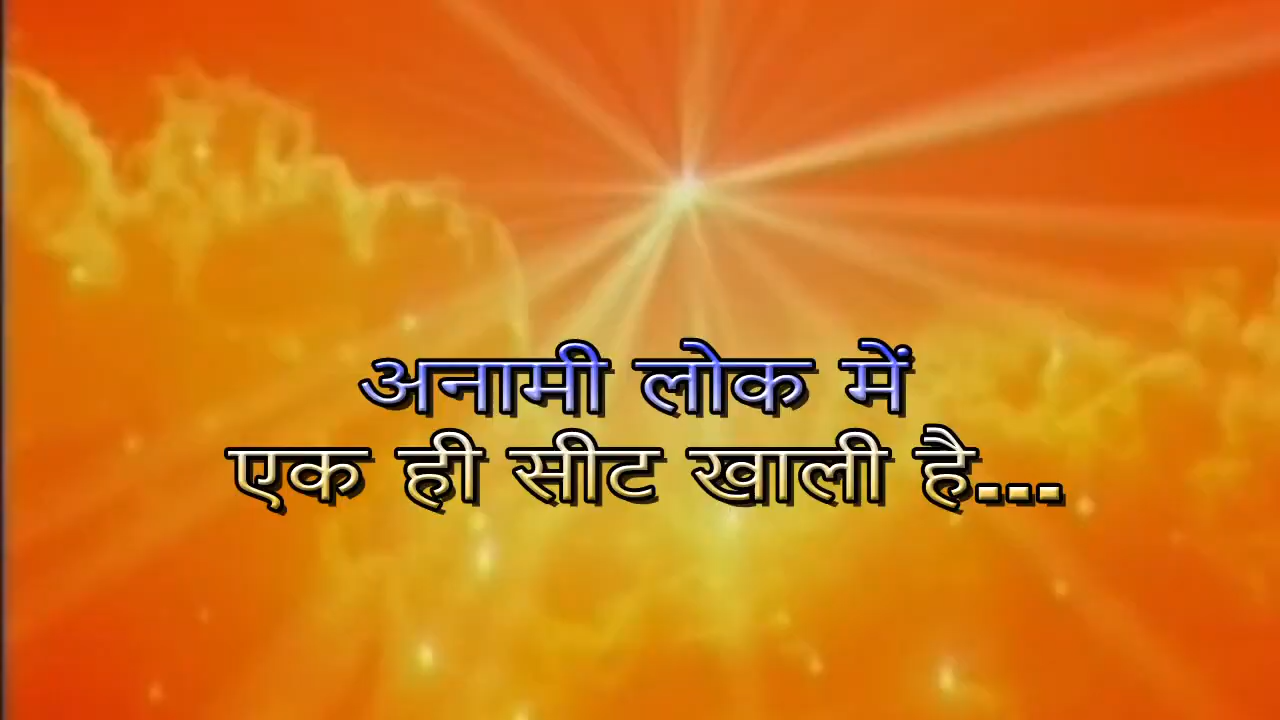 अनामी लोक में
एक ही सीट खाली है...